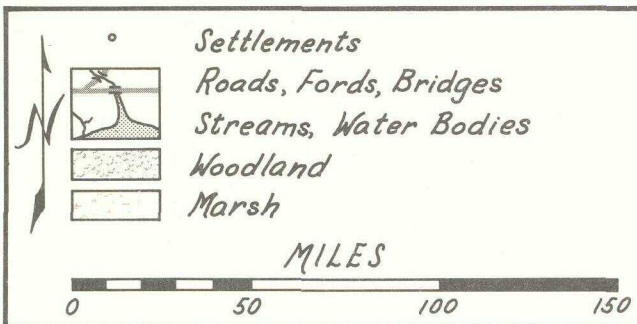 Settlements
Roads, Fords, Bridges
N
Streams, Water Bodies
Woodland
Marsh
MILES
0 50 100 150